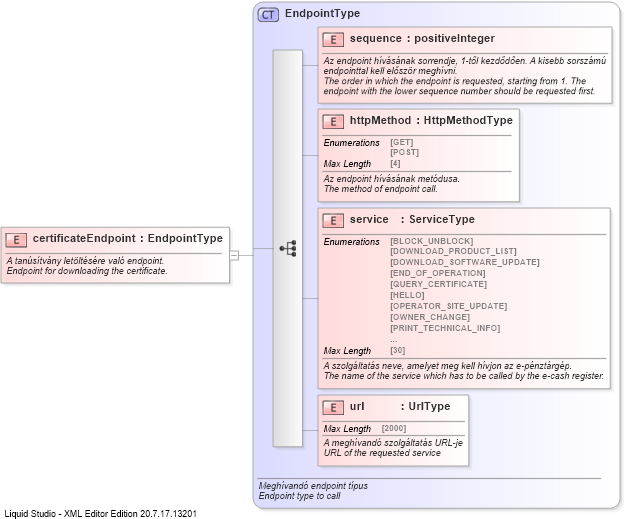 CT EndpointType
E sequence : positiveInteger
Az endpoint hívásának sorrendje, 1-től kezdődően. A kisebb sorszámú
endpointtal kell először meghívni.
The order in which the endpoint is requested, starting from 1. The
endpoint with the lower sequence number should be requested first.
E httpMethod : HttpMethodType
Enumerations [GET]
[POST]
Max Length [4]
Az endpoint hívásának metódusa.
The method of endpoint call.
E certificateEndpoint : EndpointType
A tanúsítvány letöltésére való endpoint.
Endpoint for downloading the certificate.
E service : ServiceType
Enumerations [BLOCK_UNBLOCK]
[DOWNLOAD_PRODUCT_LIST]
[DOWNLOAD_SOFTWARE_UPDATE]
[END_OF_OPERATION]
[QUERY_CERTIFICATE]
[HELLO]
[OPERATOR_SITE_UPDATE]
[OWNER_CHANGE]
[PRINT_TECHNICAL_INFO]
...
Max Length [30]
A szolgáltatás neve, amelyet meg kell hívjon az e-pénztárgép.
The name of the service which has to be called by the e-cash register.
E url : UrlType
Max Length [2000]
A meghívandó szolgáltatás URL-je
URL of the requested service
Meghívandó endpoint típus
Endpoint type to call
Liquid Studio - XML Editor Edition 20.7.17.13201